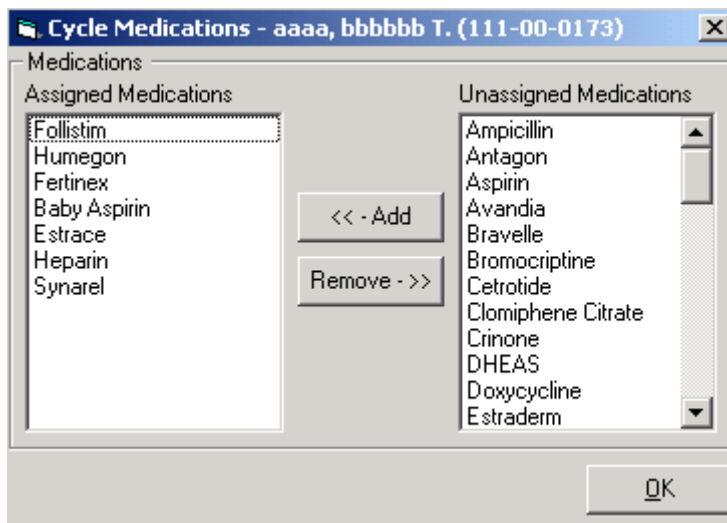 Cycle Medications - aaaa, bbbbbb T. (111-00-0173)
Medications
Assigned Medications
Follistim
Humegon
Fertinex
Baby Aspirin
Estrace
Heparin
Synarel
<< - Add
Remove - >>
Unassigned Medications
Ampicillin
Antagon
Aspirin
Avandia
Bravelle
Bromocriptine
Cetrotide
Clomiphene Citrate
Crinone
DHEAS
Doxycycline
Estraderm
OK